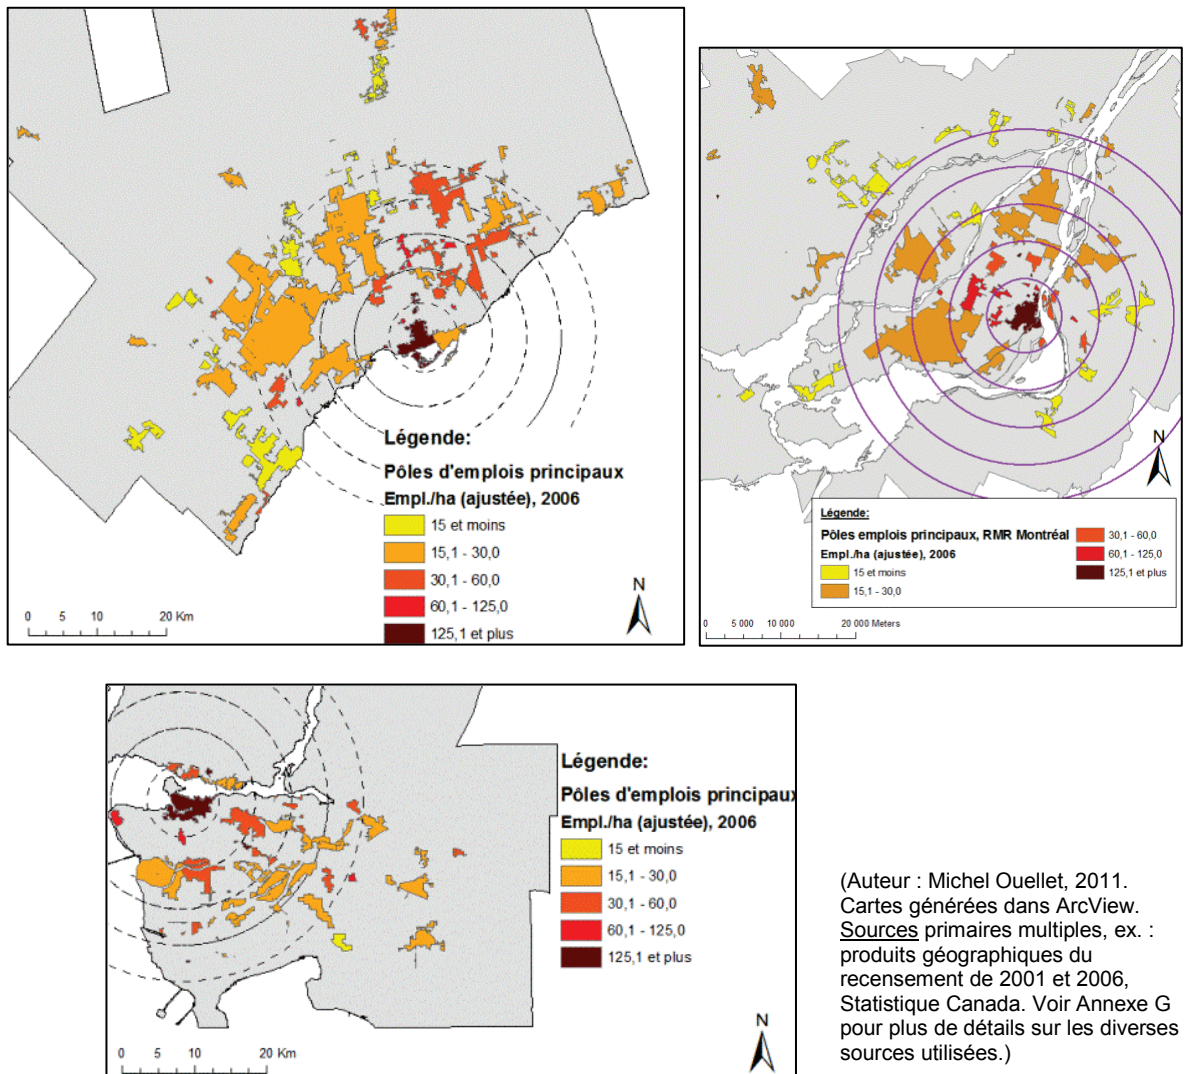 Légende:
Pôles d'emplois principaux
Empl./ha (ajustée), 2006
15 et moins
15,1 - 30,0
30,1 - 60,0
60,1 - 125,0
125,1 et plus
N
0 5 10 20 Km
N
Légende:
Pôles emplois principaux, RMR Montréal
Empl./ha (ajustée), 2006
15 et moins
15,1 - 30,0
30,1 - 60,0
60,1 - 125,0
125,1 et plus
0 5 000 10 000 20 000 Meters
Légende:
Pôles d'emplois principaux
Empl./ha (ajustée), 2006
15 et moins
15,1 - 30,0
30,1 - 60,0
60,1 - 125,0
125,1 et plus
N
0 5 10 20 Km
(Auteur : Michel Ouellet, 2011.
Cartes générées dans ArcView.
Sources primaires multiples, ex. :
produits géographiques du
recensement de 2001 et 2006,
Statistique Canada. Voir Annexe G
pour plus de détails sur les diverses
sources utilisées.)